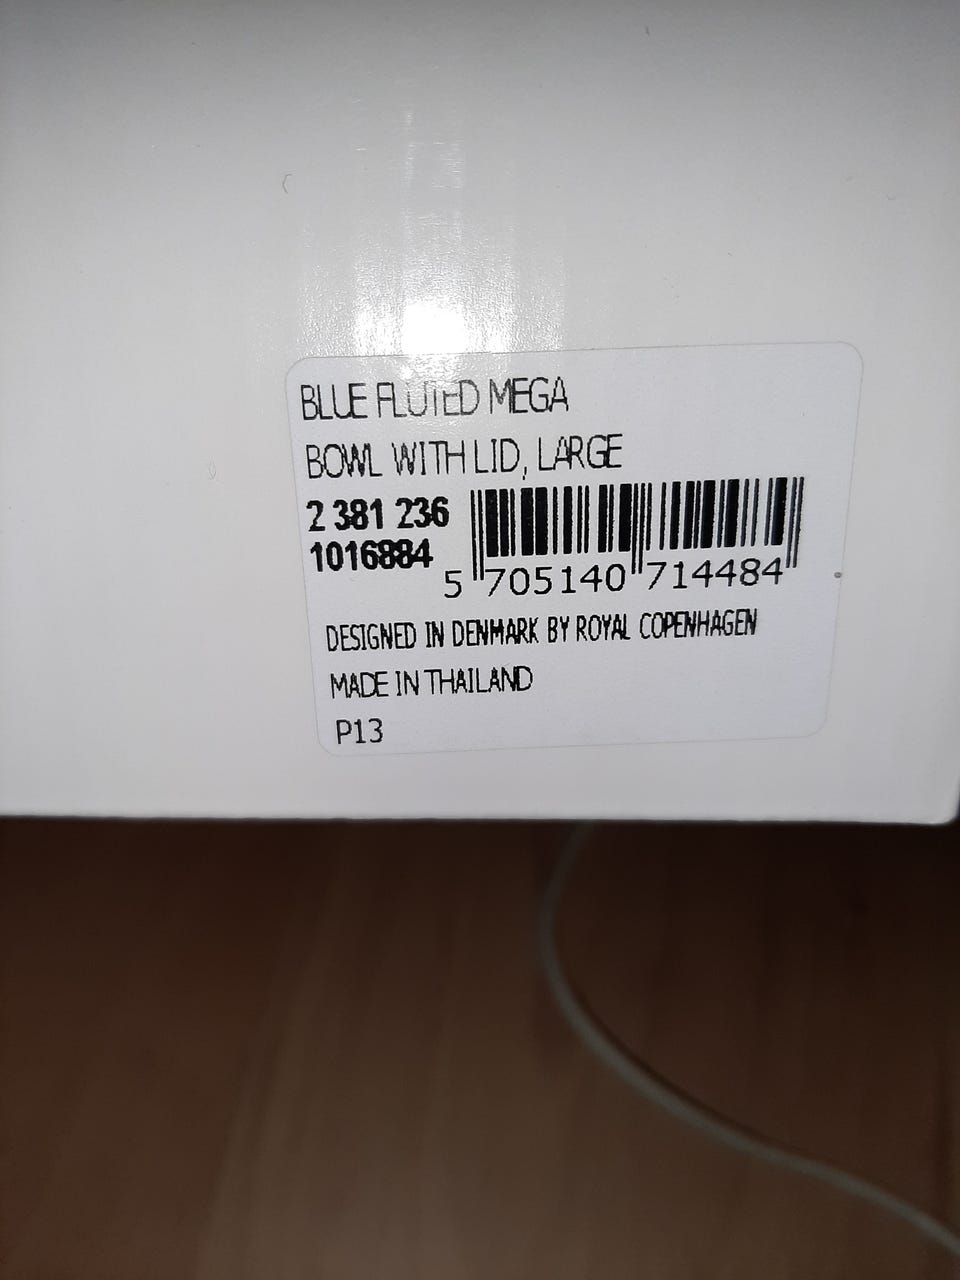 BLUE FLUTED MEGA
BOWL WITH LID, LARGE
2 381 236
1016884
5 705140 714484
DESIGNED IN DENMARK BY ROYAL COPENHAGEN
MADE IN THAILAND
P13